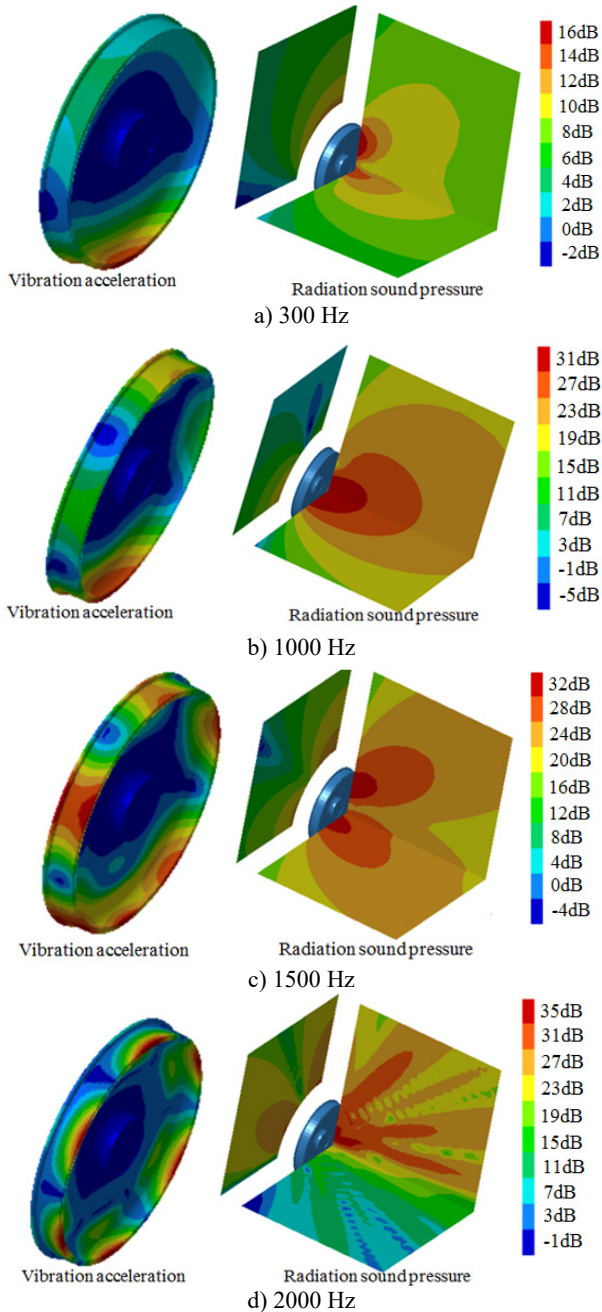 16dB
14dB
12dB
10dB
8dB
6dB
4dB
2dB
0dB
-2dB
Vibration acceleration
Radiation sound pressure
a) 300 Hz
31dB
27dB
23dB
19dB
15dB
11dB
7dB
3dB
-1dB
-5dB
Vibration acceleration
Radiation sound pressure
b) 1000 Hz
32dB
28dB
24dB
20dB
16dB
12dB
8dB
4dB
0dB
-4dB
Vibration acceleration
Radiation sound pressure
c) 1500 Hz
35dB
31dB
27dB
23dB
19dB
15dB
11dB
7dB
3dB
-1dB
Vibration acceleration
Radiation sound pressure
d) 2000 Hz